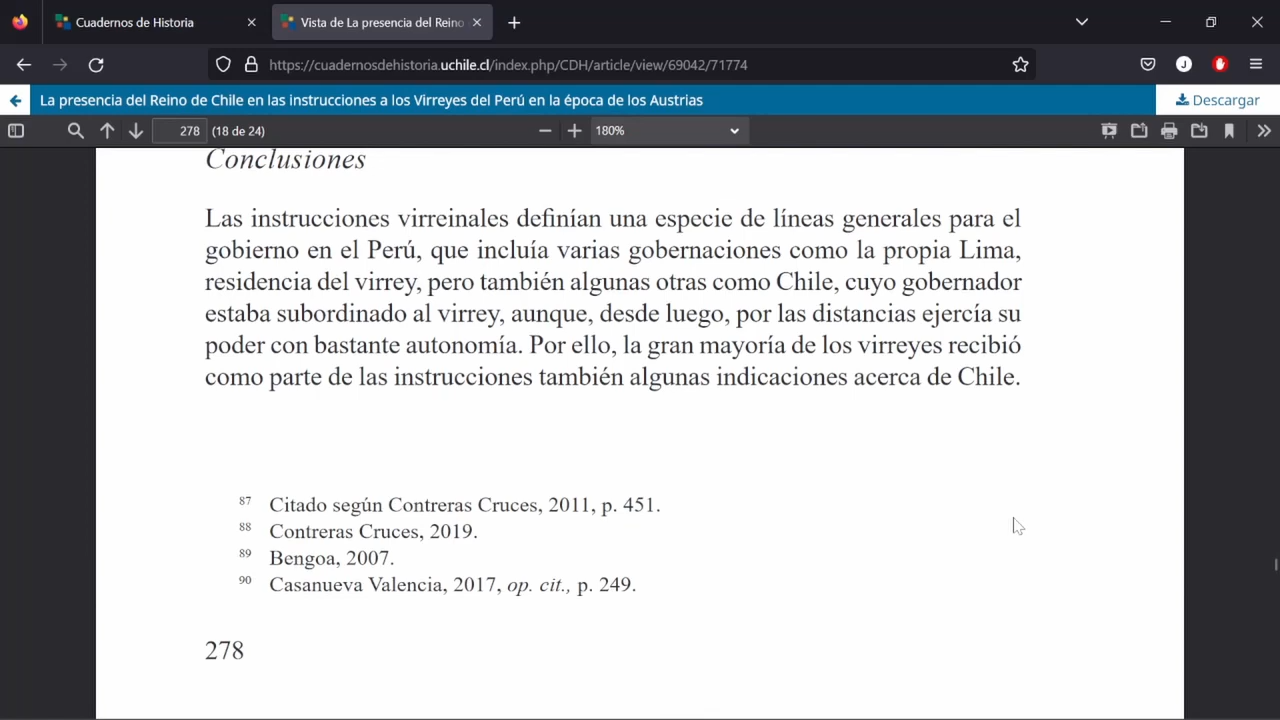 Cuadernos de Historia
Vista de La presencia del Reino
https://cuadernosdehistoria.uchile.cl/index.php/CDH/article/view/69042/71774
J
La presencia del Reino de Chile en las instrucciones a los Virreyes del Perú en la época de los Austrias
Descargar
278 (18 de 24)
180%
Conclusiones
Las instrucciones virreinales definían una especie de líneas generales para el
gobierno en el Perú, que incluía varias gobernaciones como la propia Lima,
residencia del virrey, pero también algunas otras como Chile, cuyo gobernador
estaba subordinado al virrey, aunque, desde luego, por las distancias ejercía su
poder con bastante autonomía. Por ello, la gran mayoría de los virreyes recibió
como parte de las instrucciones también algunas indicaciones acerca de Chile.
87 Citado según Contreras Cruces, 2011, p. 451.
88 Contreras Cruces, 2019.
89 Bengoa, 2007.
90 Casanueva Valencia, 2017, op. cit., p. 249.
278